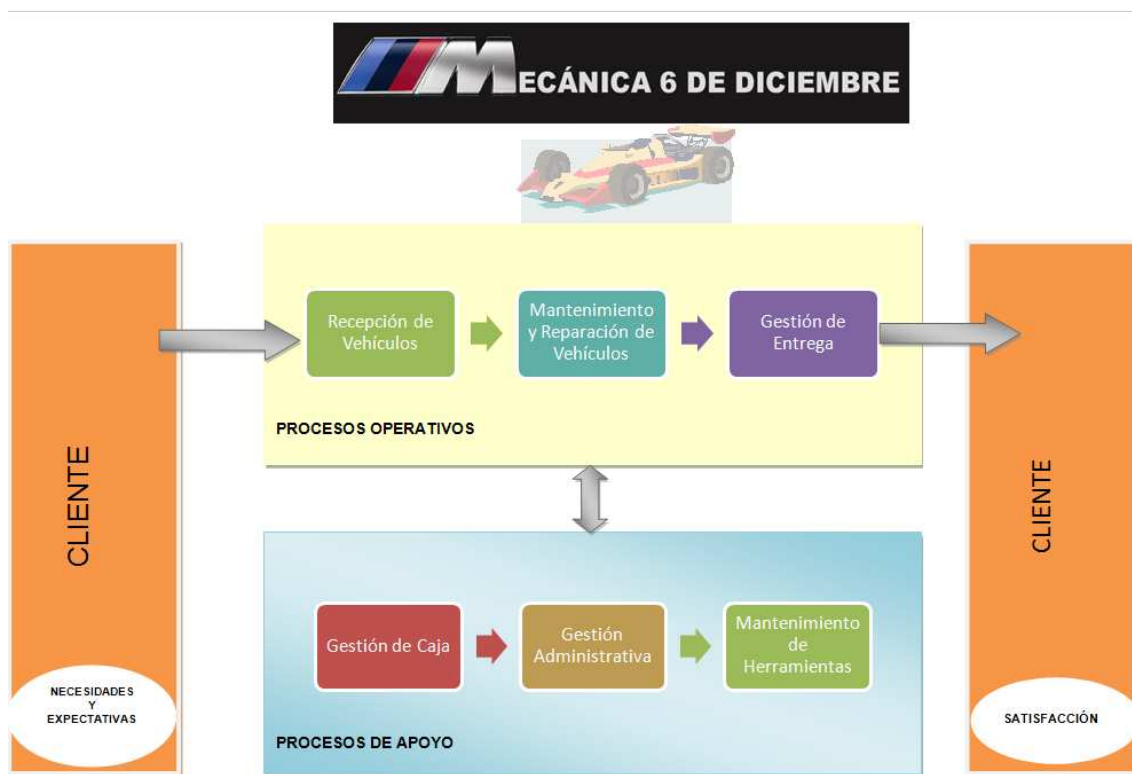 MECÁNICA 6 DE DICIEMBRE
Recepción de
Vehículos
Mantenimiento
y Reparación de
Vehículos
Gestión de
Entrega
PROCESOS OPERATIVOS
CLIENTE
NECESIDADES
Y
EXPECTATIVAS
Gestión de Caja
Gestión
Administrativa
Mantenimiento
de
Herramientas
PROCESOS DE APOYO
CLIENTE
SATISFACCIÓN